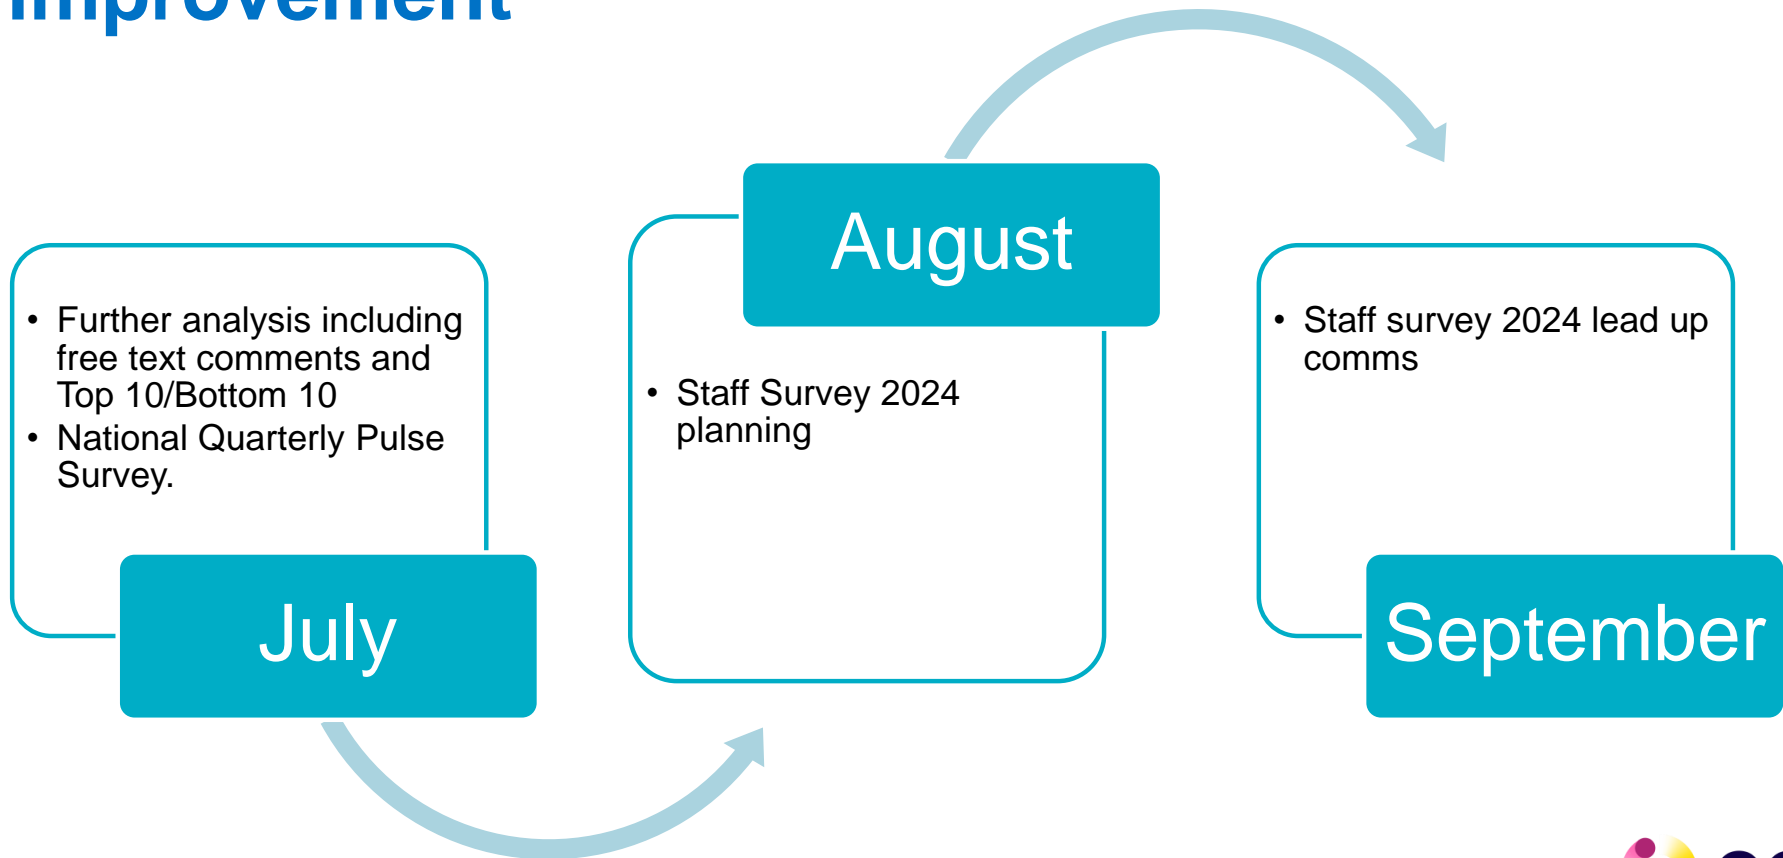 Improvement
• Further analysis including
free text comments and
Top 10/Bottom 10
• National Quarterly Pulse
Survey.
July
August
• Staff Survey 2024
planning
• Staff survey 2024 lead up
comms
September